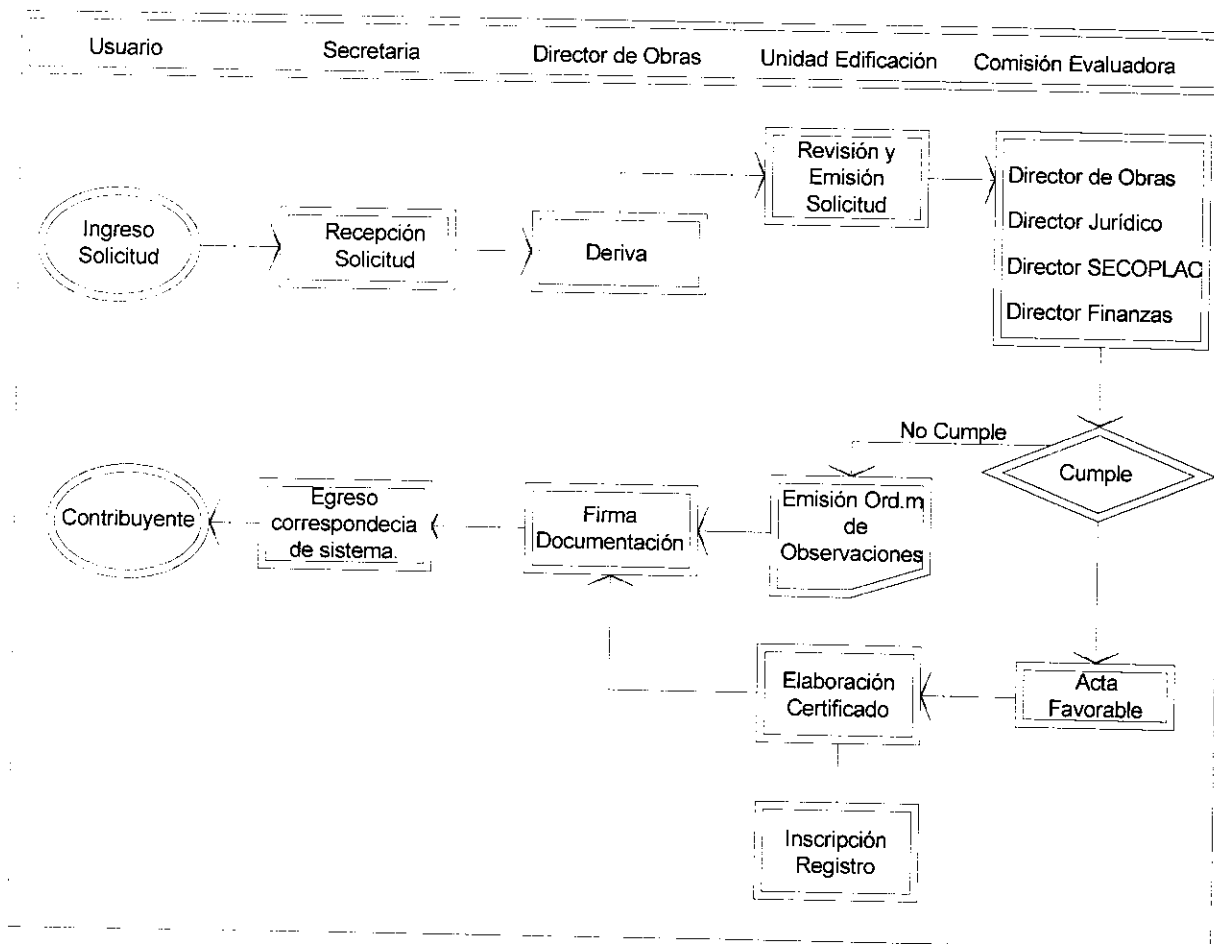 Usuario
Secretaria
Director de Obras
Unidad Edificación
Comisión Evaluadora
Ingreso
Solicitud
Recepción
Solicitud
Deriva
Revisión y
Emisión
Solicitud
Director de Obras
Director Jurídico
Director SECOPLAC
Director Finanzas
No Cumple
Cumple
Contribuyente
Egreso
correspondecia
de sistema.
Firma
Documentación
Emisión Ord.m
de
Observaciones
Elaboración
Certificado
Acta
Favorable
Inscripción
Registro